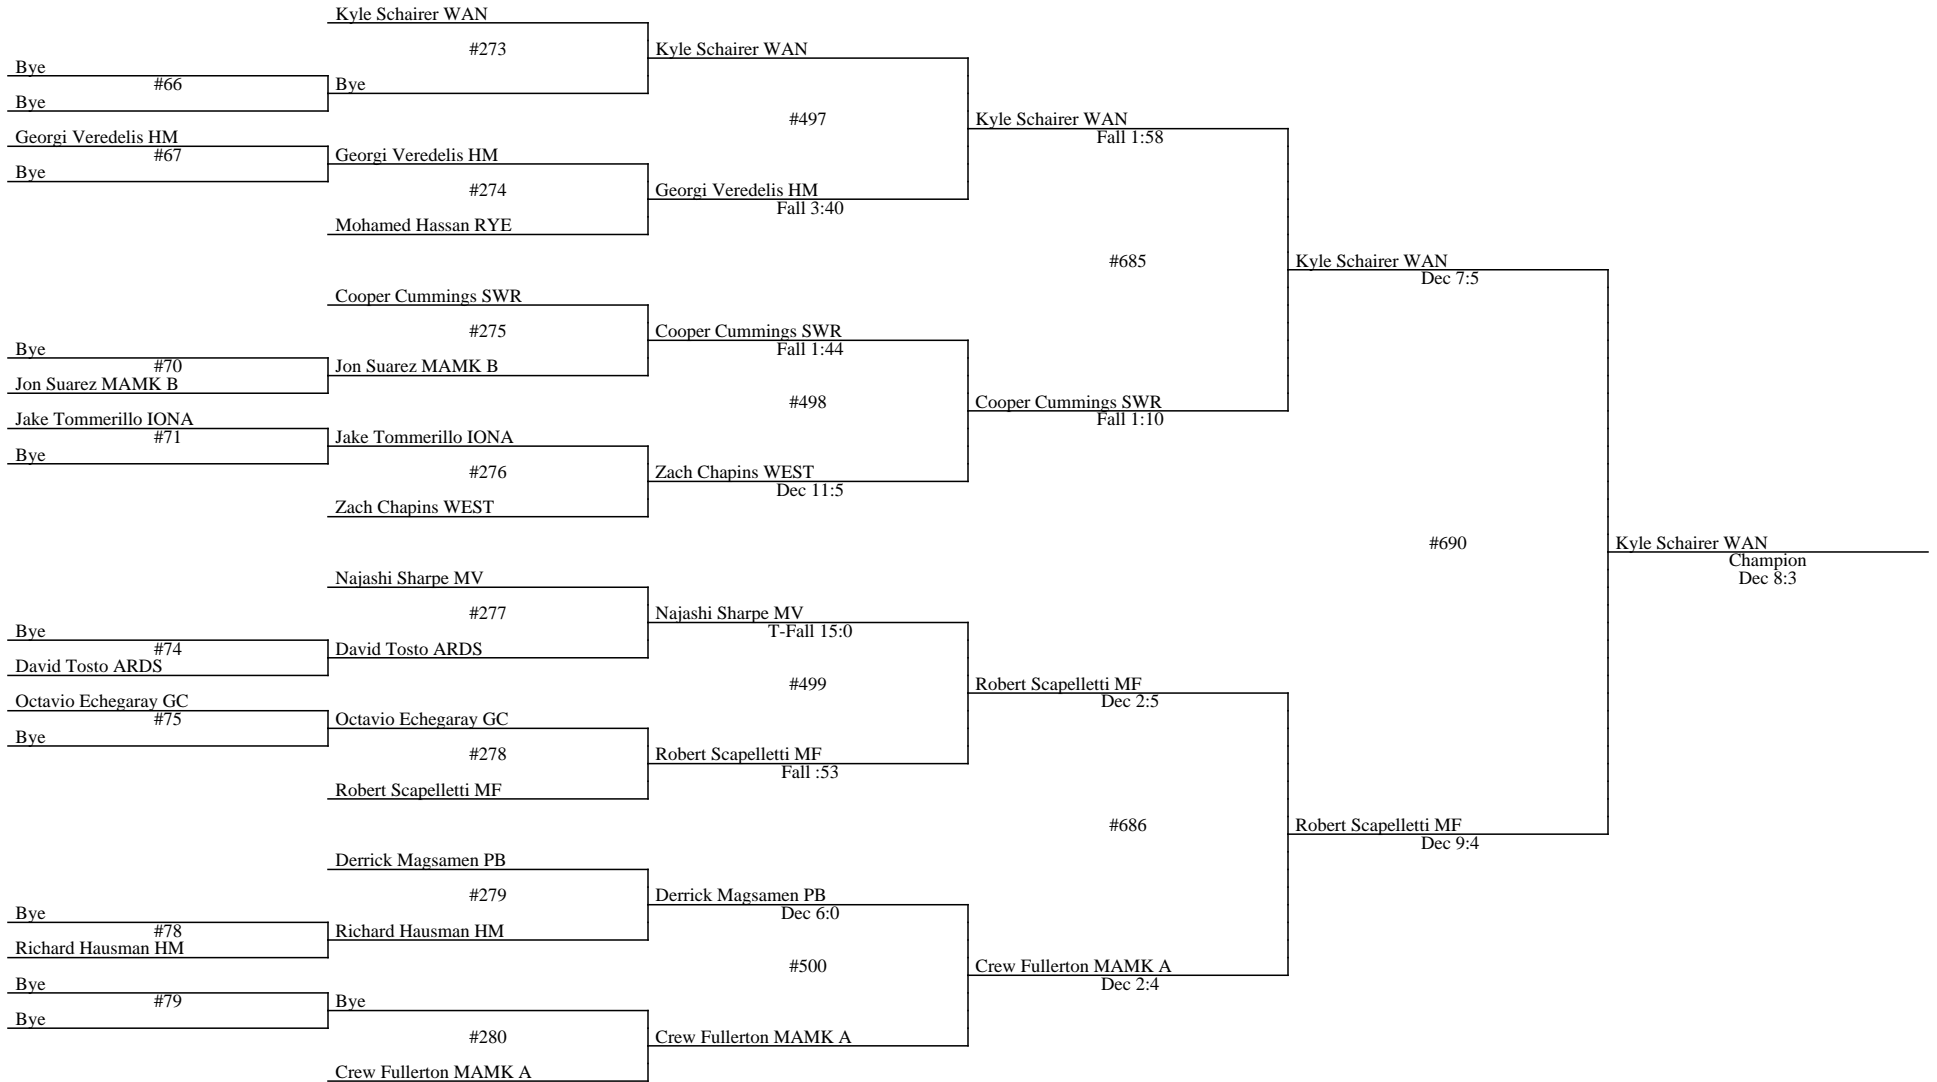 Kyle Schairer WAN
#273
Kyle Schairer WAN
Bye
#66
Bye
Bye
#497
Kyle Schairer WAN
Fall 1:58
Georgi Veredelis HM
#67
Georgi Veredelis HM
Bye
#274
Georgi Veredelis HM
Fall 3:40
Mohamed Hassan RYE
#685
Kyle Schairer WAN
Dec 7:5
Cooper Cummings SWR
#275
Cooper Cummings SWR
Fall 1:44
Bye
#70
Jon Suarez MAMK B
Jon Suarez MAMK B
#498
Cooper Cummings SWR
Fall 1:10
Jake Tommerillo IONA
#71
Jake Tommerillo IONA
Bye
#276
Zach Chapins WEST
Dec 11:5
Zach Chapins WEST
#690
Kyle Schairer WAN
Champion
Dec 8:3
Najashi Sharpe MV
#277
Najashi Sharpe MV
T-Fall 15:0
Bye
#74
David Tosto ARDS
David Tosto ARDS
#499
Robert Scapelletti MF
Dec 2:5
Octavio Echegaray GC
#75
Octavio Echegaray GC
Bye
#278
Robert Scapelletti MF
Fall :53
Robert Scapelletti MF
#686
Robert Scapelletti MF
Dec 9:4
Derrick Magsamen PB
#279
Derrick Magsamen PB
Dec 6:0
Bye
#78
Richard Hausman HM
Richard Hausman HM
#500
Crew Fullerton MAMK A
Dec 2:4
Bye
#79
Bye
Bye
#280
Crew Fullerton MAMK A
Crew Fullerton MAMK A